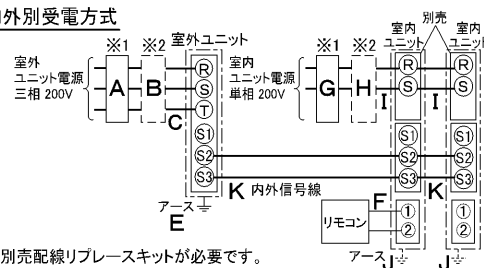 外別受電方式
別売
※1 ※2 室外ユニット ※1 ※2 室内ユニット 室内ユニット
室外ユニット電源 三相 200V
A B C
R
S
T
S1
S2
S3
アース
E
室内ユニット電源 単相 200V
G H I I
R R
S S
S1 S1
S2 S2
S3 S3
K 内外信号線 K
F
リモコン
① ①
② ②
アース J J
別売配線リプレースキットが必要です。